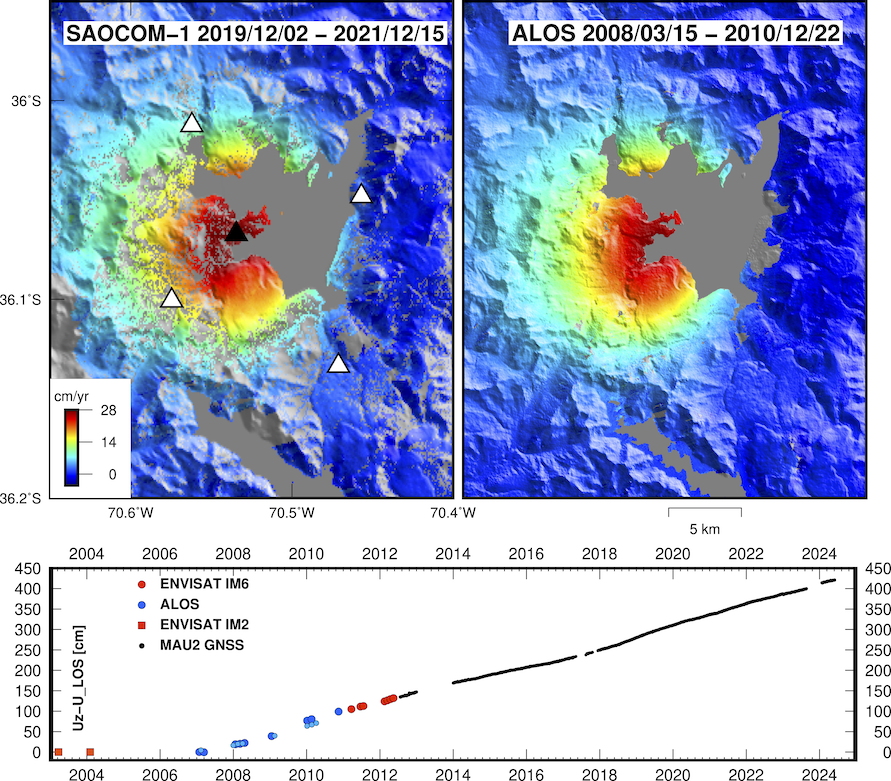 SAOCOM−1 2019/12/02 − 2021/12/15
ALOS 2008/03/15 − 2010/12/22
36˚S
36.1˚S
36.2˚S
cm/yr
28
14
0
70.6˚W
70.5˚W
70.4˚W
5 km
2004 2006 2008 2010 2012 2014 2016 2018 2020 2022 2024
450 450
400 400
350 350
300 300
250 250
200 200
150 150
100 100
50 50
0 0
Uz−U_LOS [cm]
ENVISAT IM6
ALOS
ENVISAT IM2
MAU2 GNSS
2004 2006 2008 2010 2012 2014 2016 2018 2020 2022 2024